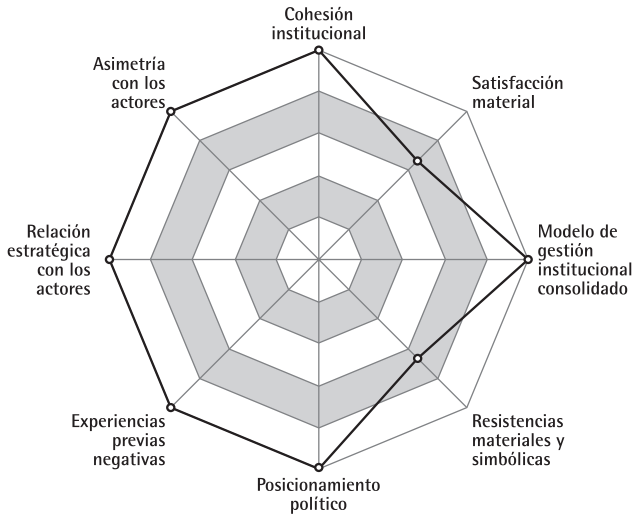 Cohesión
institucional
Satisfacción
material
Modelo de
gestión
institucional
consolidado
Resistencias
materiales y
simbólicas
Posicionamiento
político
Experiencias
previas
negativas
Relación
estratégica
con los
actores
Asimetría
con los
actores